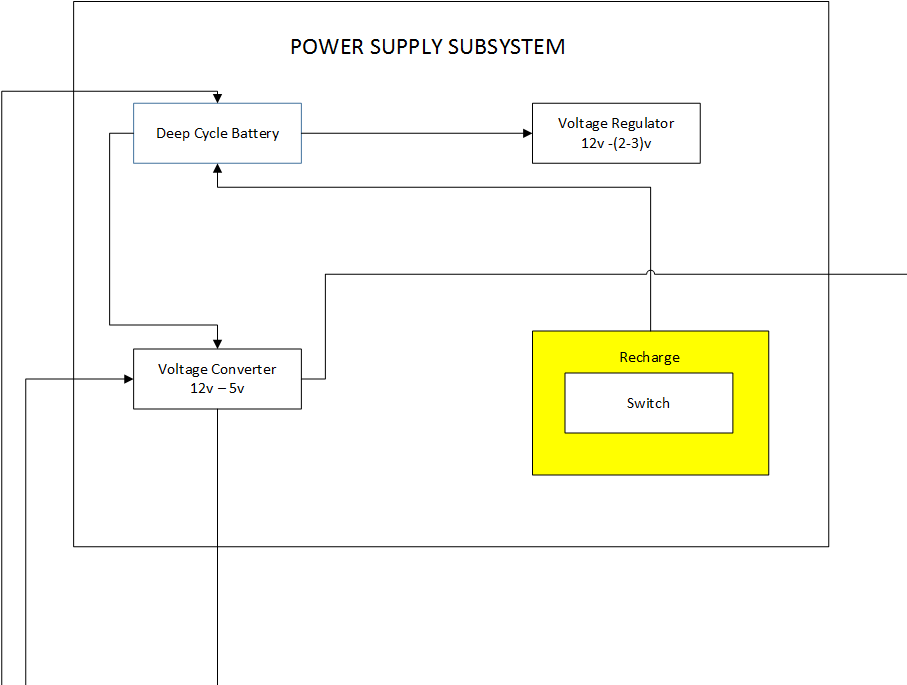 POWER SUPPLY SUBSYSTEM
Deep Cycle Battery
Voltage Regulator
12v -(2-3)v
Voltage Converter
12v – 5v
Recharge
Switch